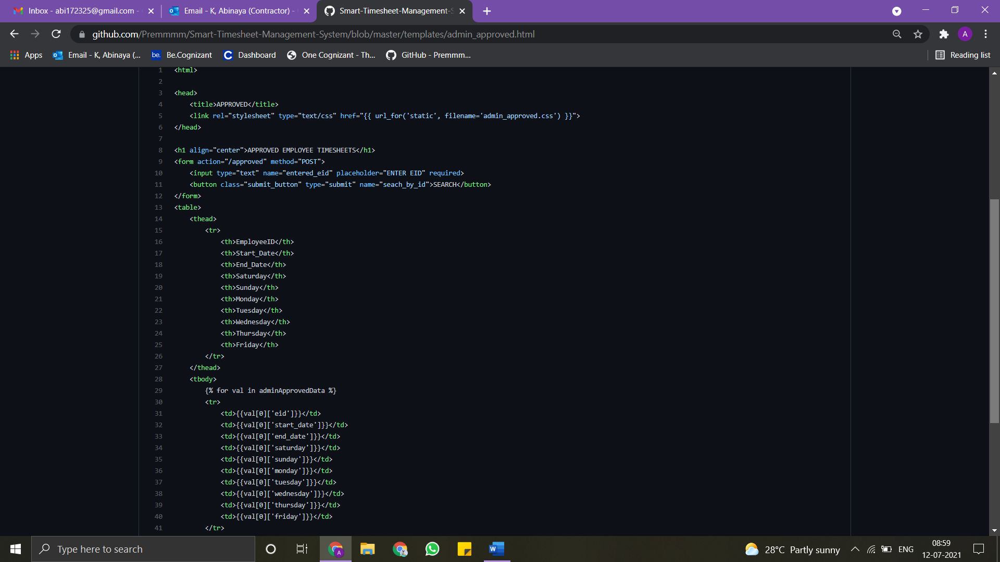 Inbox - abi172325@gmail.com -
Email - K, Abinaya (Contractor) -
Smart-Timesheet-Management-S
github.com/Premmmm/Smart-Timesheet-Management-System/blob/master/templates/admin_approved.html
A
Apps
Email - K, Abinaya (...
be.
Be.Cognizant
Dashboard
One Cognizant - Th...
GitHub - Premmm...
Reading list
1 <html>
2
3 <head>
4 <title>APPROVED</title>
5 <link rel="stylesheet" type="text/css" href="{{ url_for('static', filename='admin_approved.css') }}">
6 </head>
7
8 <h1 align="center">APPROVED EMPLOYEE TIMESHEETS</h1>
9 <form action="/approved" method="POST">
10 <input type="text" name="entered_eid" placeholder="ENTER EID" required>
11 <button class="submit_button" type="submit" name="seach_by_id">SEARCH</button>
12 </form>
13 <table>
14 <thead>
15 <tr>
16 <th>EmployeeID</th>
17 <th>Start_Date</th>
18 <th>End_Date</th>
19 <th>Saturday</th>
20 <th>Sunday</th>
21 <th>Monday</th>
22 <th>Tuesday</th>
23 <th>Wednesday</th>
24 <th>Thursday</th>
25 <th>Friday</th>
26 </tr>
27 </thead>
28 <tbody>
29 {% for val in adminApprovedData %}
30 <tr>
31 <td>{{val[0]['eid']}}</td>
32 <td>{{val[0]['start_date']}}</td>
33 <td>{{val[0]['end_date']}}</td>
34 <td>{{val[0]['saturday']}}</td>
35 <td>{{val[0]['sunday']}}</td>
36 <td>{{val[0]['monday']}}</td>
37 <td>{{val[0]['tuesday']}}</td>
38 <td>{{val[0]['wednesday']}}</td>
39 <td>{{val[0]['thursday']}}</td>
40 <td>{{val[0]['friday']}}</td>
41 </tr>
Type here to search
28°C Partly sunny
ENG
08:59
12-07-2021